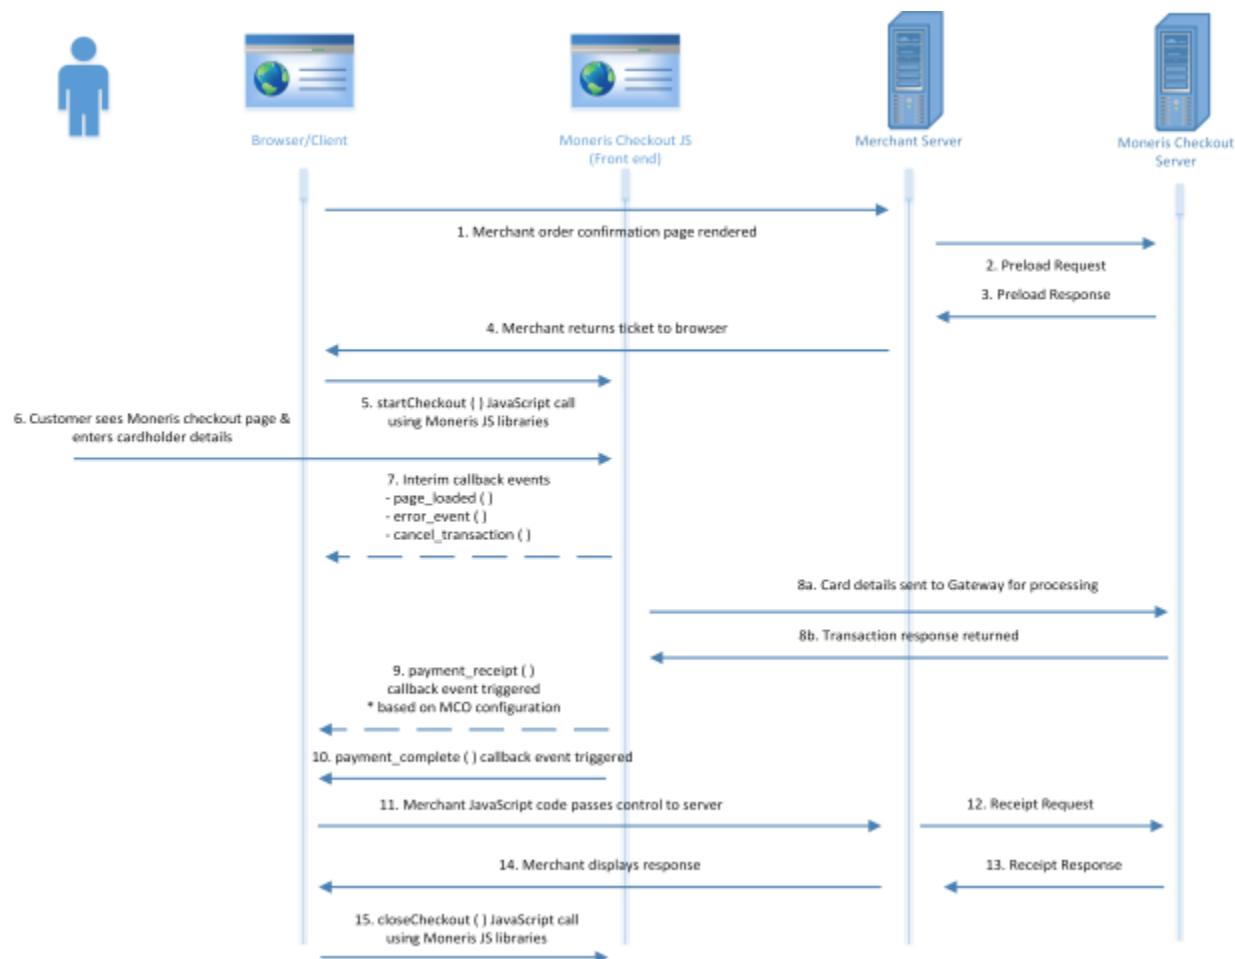 Browser/Client
Moneris Checkout JS
(Front end)
Merchant Server
Moneris Checkout
Server
1. Merchant order confirmation page rendered
2. Preload Request
3. Preload Response
4. Merchant returns ticket to browser
5. startCheckout ( ) JavaScript call
using Moneris JS libraries
6. Customer sees Moneris checkout page &
enters cardholder details
7. Interim callback events
- page_loaded ( )
- error_event ( )
- cancel_transaction ( )
8a. Card details sent to Gateway for processing
8b. Transaction response returned
9. payment_receipt ( )
callback event triggered
* based on MCO configuration
10. payment_complete ( ) callback event triggered
11. Merchant JavaScript code passes control to server
12. Receipt Request
14. Merchant displays response
13. Receipt Response
15. closeCheckout ( ) JavaScript call
using Moneris JS libraries